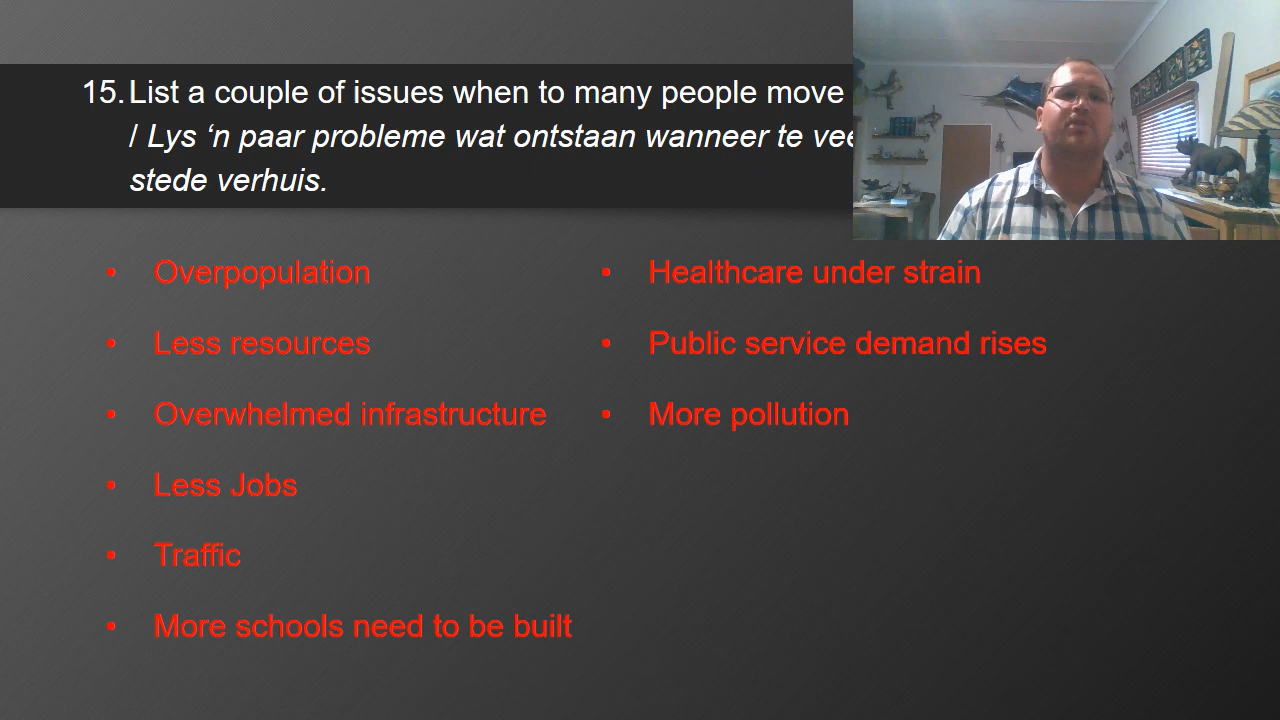 15. List a couple of issues when to many people move
/ Lys ‘n paar probleme wat ontstaan wanneer te
stede verhuis.
• Overpopulation
• Less resources
• Overwhelmed infrastructure
• Less Jobs
• Traffic
• More schools need to be built
• Healthcare under strain
• Public service demand rises
• More pollution